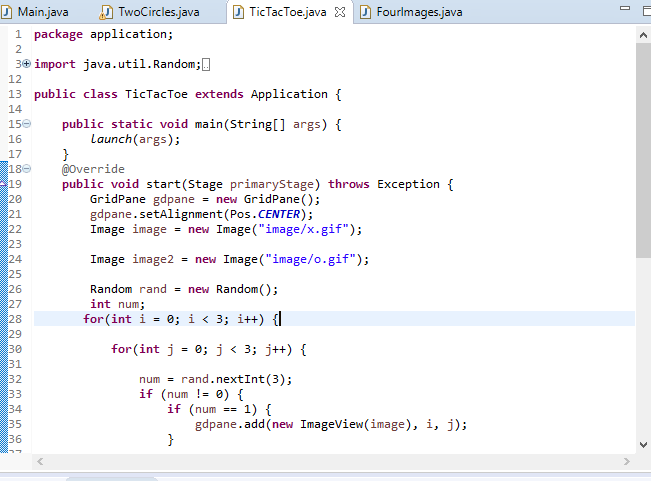 Main.java TwoCircles.java TicTacToe.java FourImages.java
1 package application;
2
3 import java.util.Random;
12
13 public class TicTacToe extends Application {
14
15 public static void main(String[] args) {
16 launch(args);
17 }
18 @Override
19 public void start(Stage primaryStage) throws Exception {
20 GridPane gdpane = new GridPane();
21 gdpane.setAlignment(Pos.CENTER);
22 Image image = new Image("image/x.gif");
23
24 Image image2 = new Image("image/o.gif");
25
26 Random rand = new Random();
27 int num;
28 for(int i = 0; i < 3; i++) {
29
30 for(int j = 0; j < 3; j++) {
31
32 num = rand.nextInt(3);
33 if (num != 0) {
34 if (num == 1) {
35 gdpane.add(new ImageView(image), i, j);
36 }